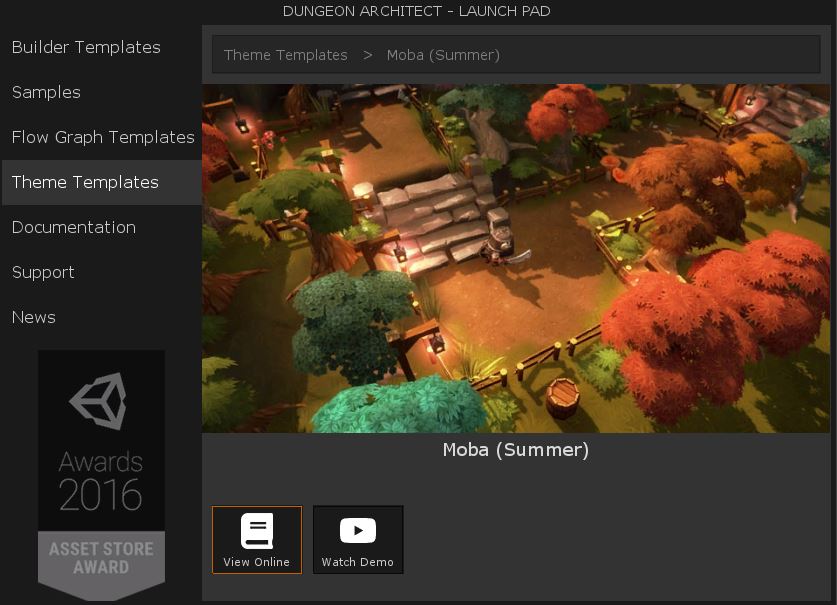 DUNGEON ARCHITECT - LAUNCH PAD
Builder Templates
Samples
Flow Graph Templates
Theme Templates
Documentation
Support
News
Awards
2016
ASSET STORE
AWARD
Theme Templates > Moba (Summer)
Moba (Summer)
View Online
Watch Demo